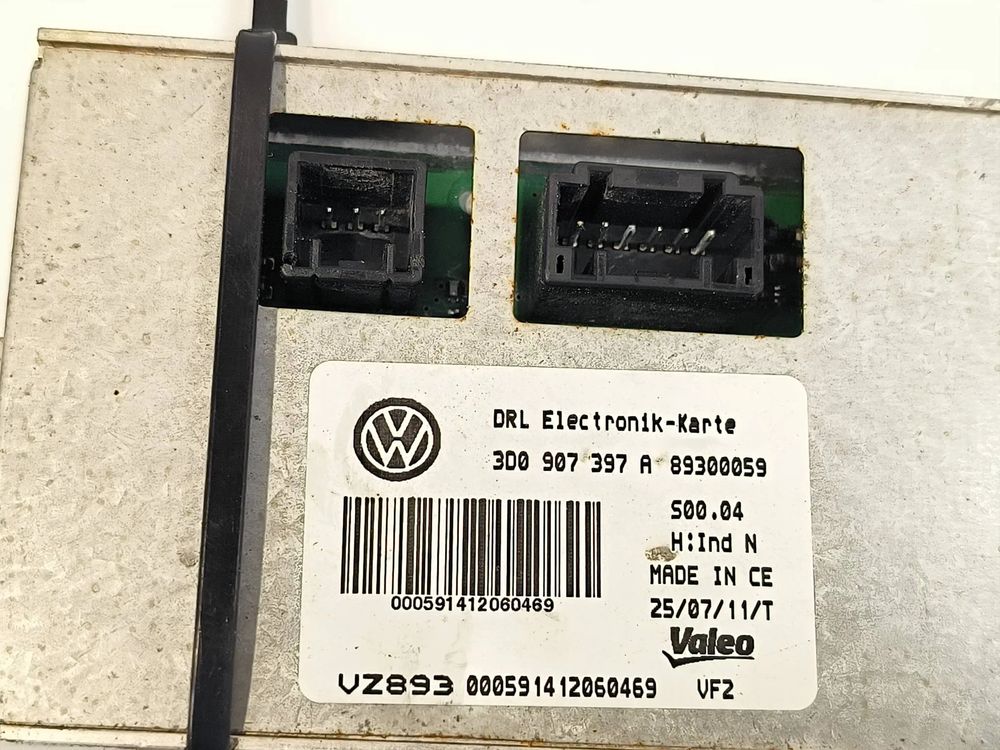 DRL Electronik-Karte
3D0 907 397 A 89300059
S00.04
H:Ind N
MADE IN CE
25/07/11/T
000591412060469
Valeo
VZ893 000591412060469 VF2